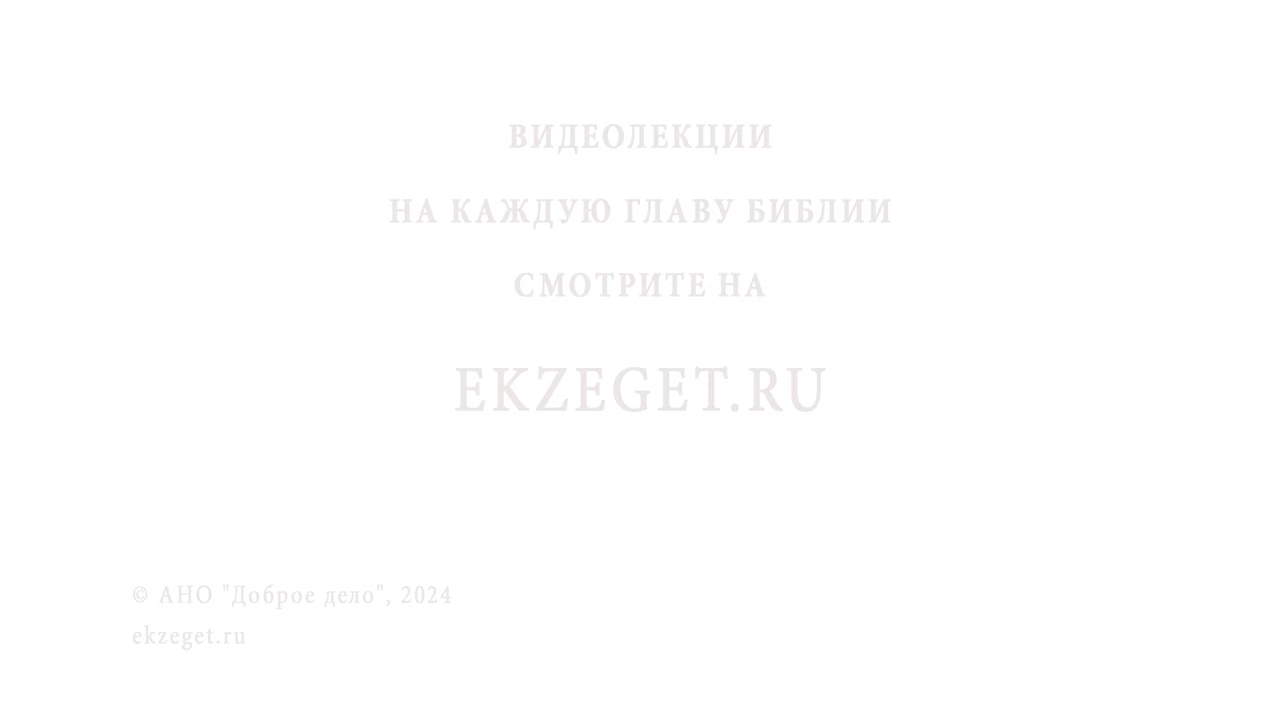 ВИДЕОЛЕКЦИИ
НА КАЖДУЮ ГЛАВУ БИБЛИИ
СМОТРИТЕ НА
EKZEGET.RU
© АНО "Доброе дело", 2024
ekzeget.ru